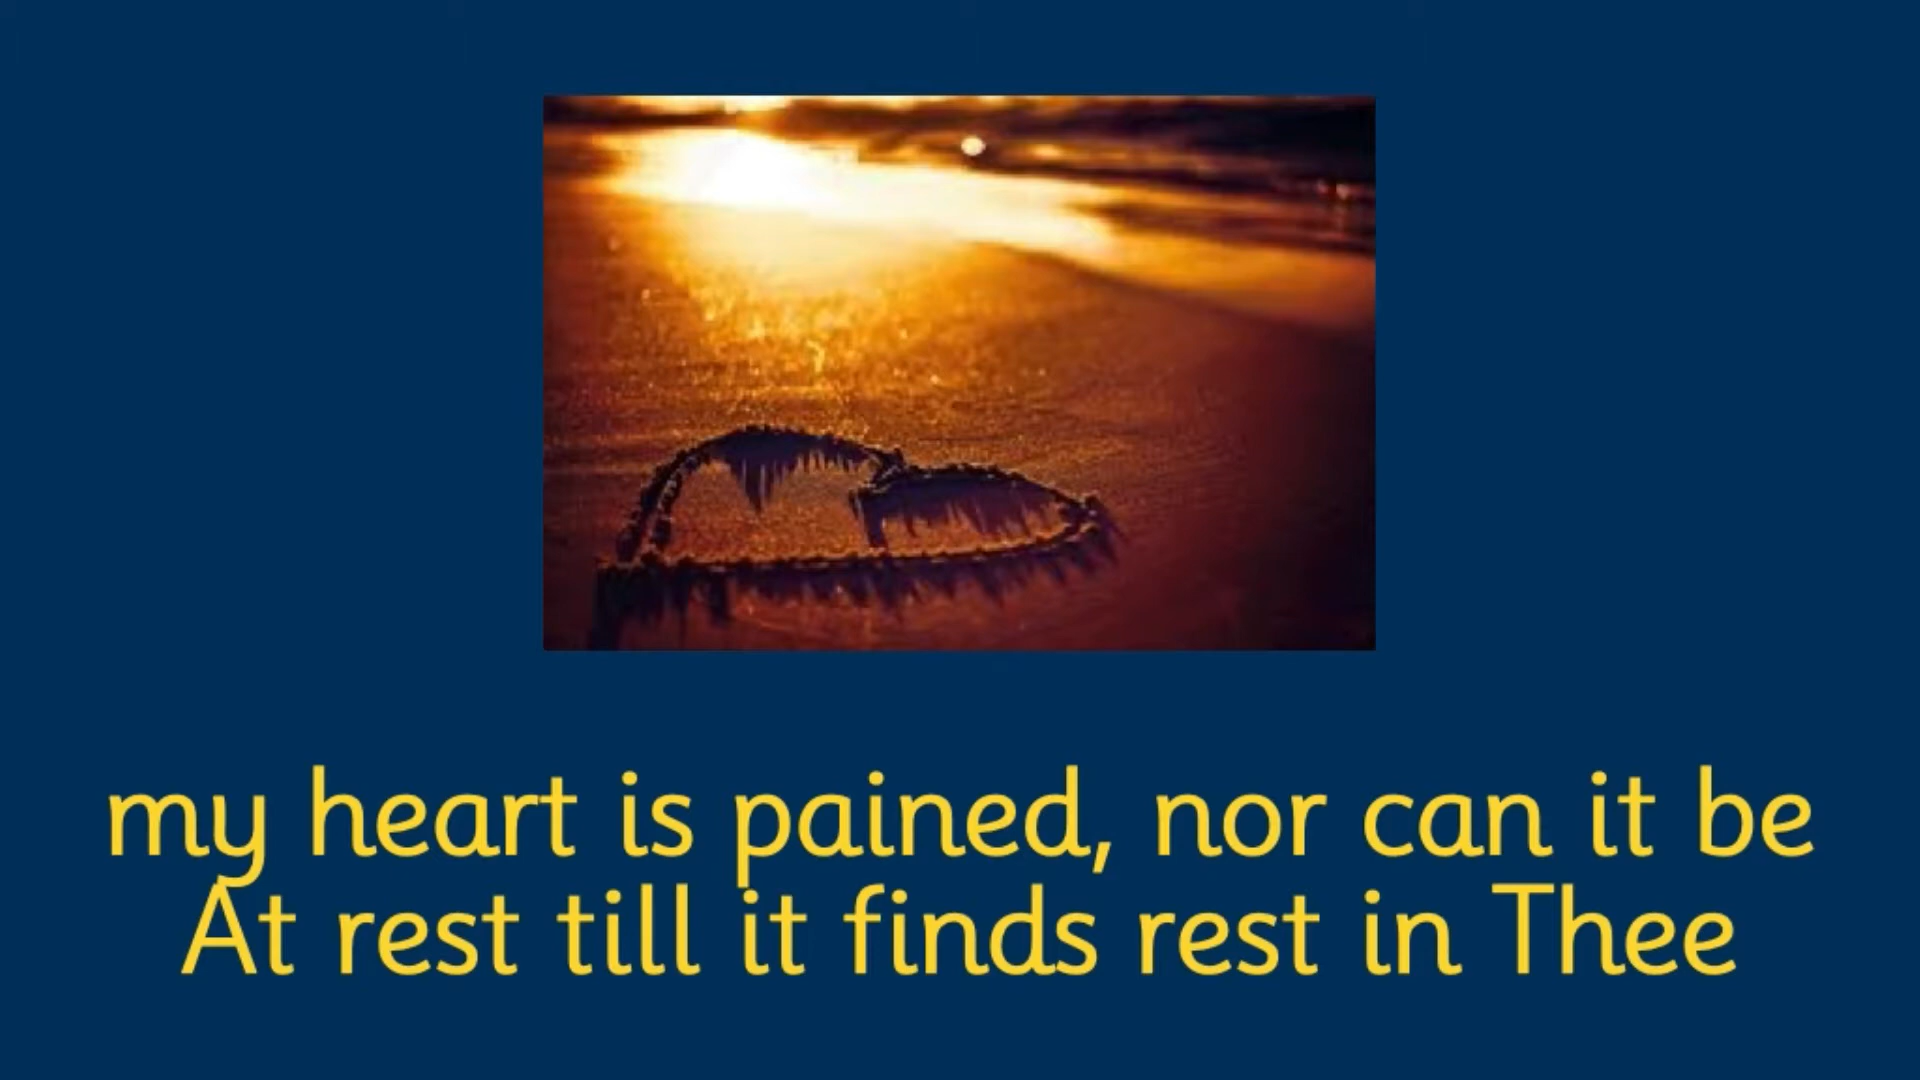 my heart is pained, nor can it be
At rest till it finds rest in Thee